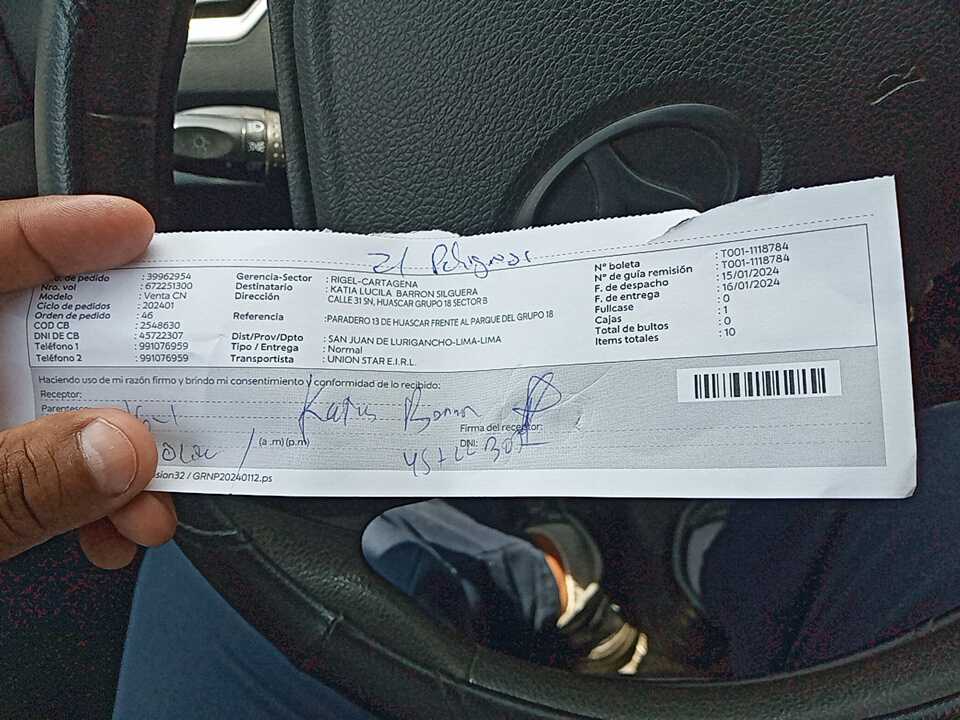 21 Peligroso
de pedido : 39962954
Nro. vol : 672251300
Modelo : Venta CN
Ciclo de pedidos : 202401
Orden de pedido : 46
COD CB : 2548630
DNI DE CB : 45722307
Teléfono 1 : 991076959
Teléfono 2 : 991076959
Gerencia-Sector : RIGEL-CARTAGENA
Destinatario : KATIA LUCILA BARRON SILGUERA
Dirección CALLE 31 SN, HUASCAR GRUPO 18 SECTOR B
Referencia :PARADERO 13 DE HUASCAR FRENTE AL PARQUE DEL GRUPO 18
Dist/Prov/Dpto : SAN JUAN DE LURIGANCHO-LIMA-LIMA
Tipo / Entrega : Normal
Transportista : UNION STAR E.I.R.L.
N° boleta : T001-1118784
N° de guía remisión : T001-1118784
F. de despacho : 15/01/2024
F. de entrega : 16/01/2024
Fullcase : 0
Cajas : 1
Total de bultos : 0
Items totales : 10
Haciendo uso de mi razón firmo y brindo mi consentimiento y conformidad de lo recibido:
Receptor:
Katia Barron
Firma del receptor:
(a .m) (p.m)
DNI:
sion32 / GRNP20240112.ps